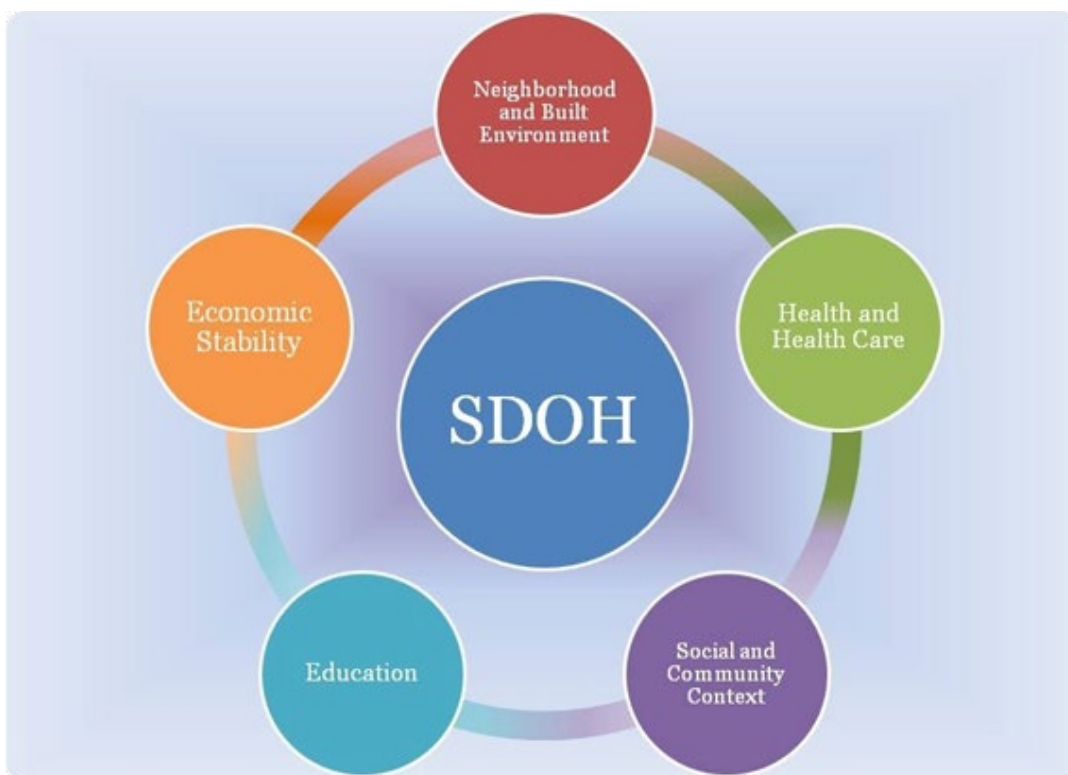 Neighborhood
and Built
Environment
Economic
Stability
Health and
Health Care
SDOH
Education
Social and
Community
Context